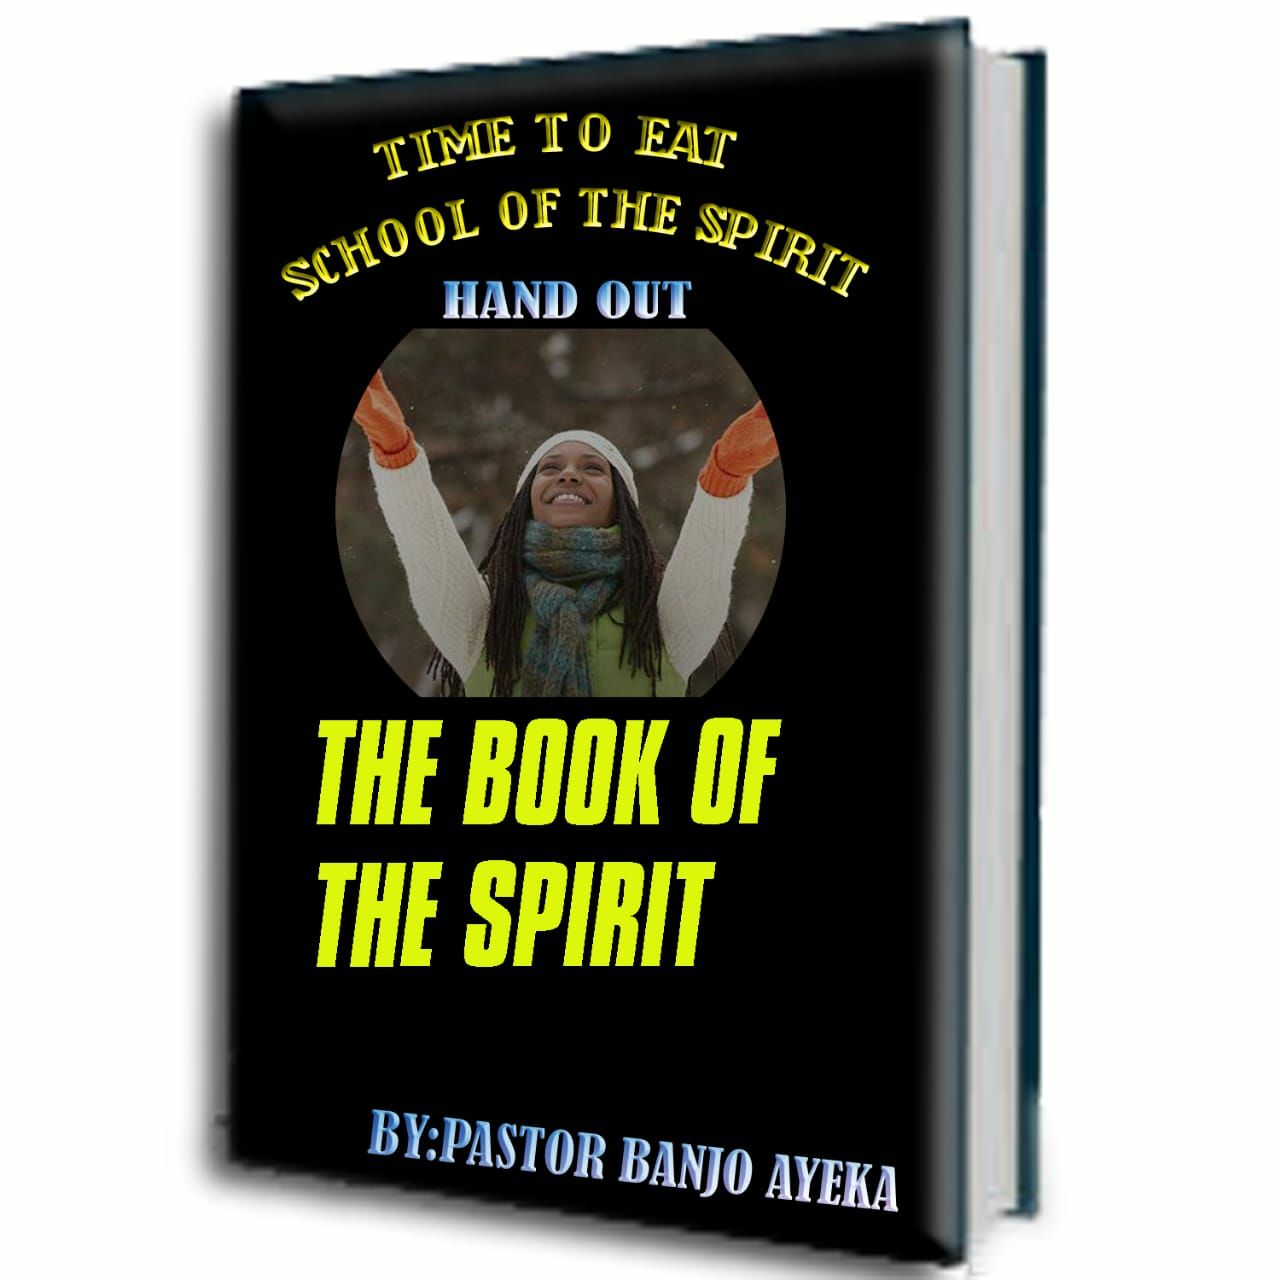 TIME TO EAT
SCHOOL OF THE SPIRIT
HAND OUT
THE BOOK OF
THE SPIRIT
BY:PASTOR BANJO AYEKA